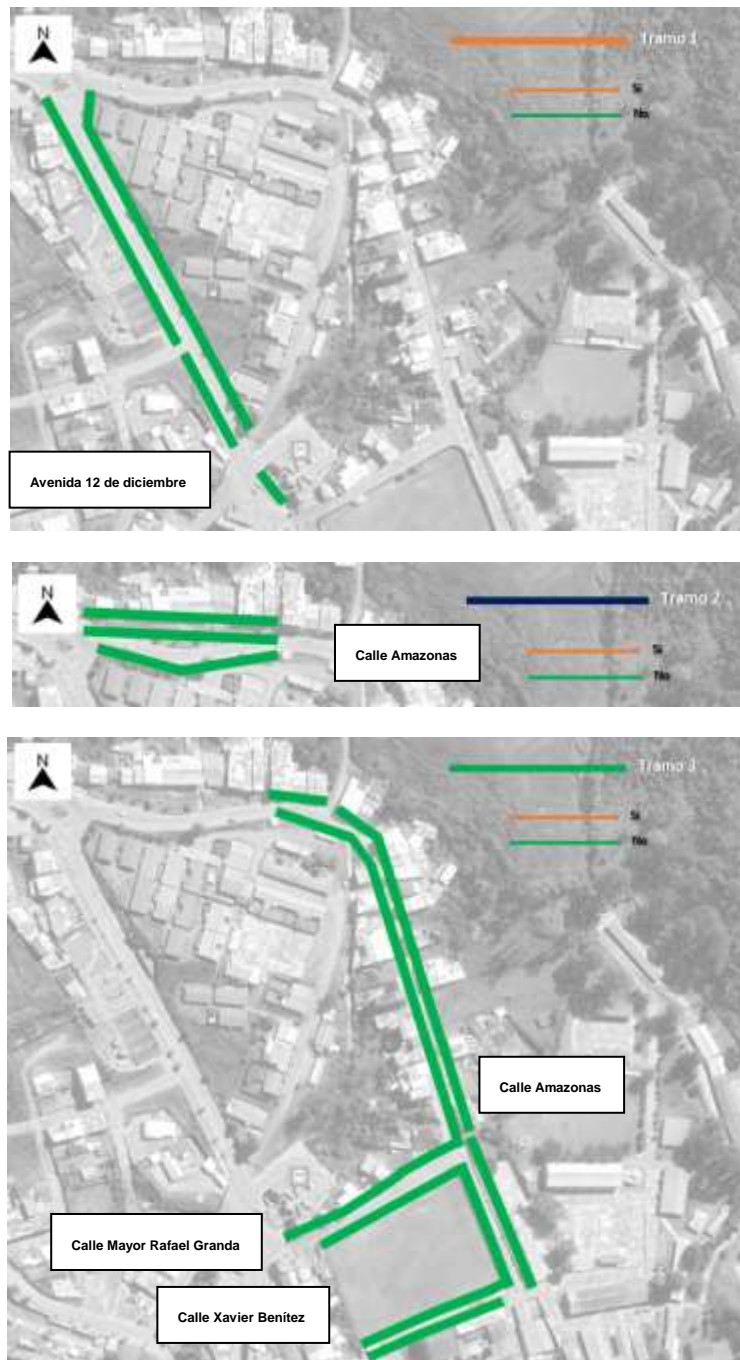 N
Tramo 1
Si
No
Avenida 12 de diciembre
N
Tramo 2
Si
No
Calle Amazonas
N
Tramo 3
Si
No
Calle Amazonas
Calle Mayor Rafael Granda
Calle Xavier Benítez